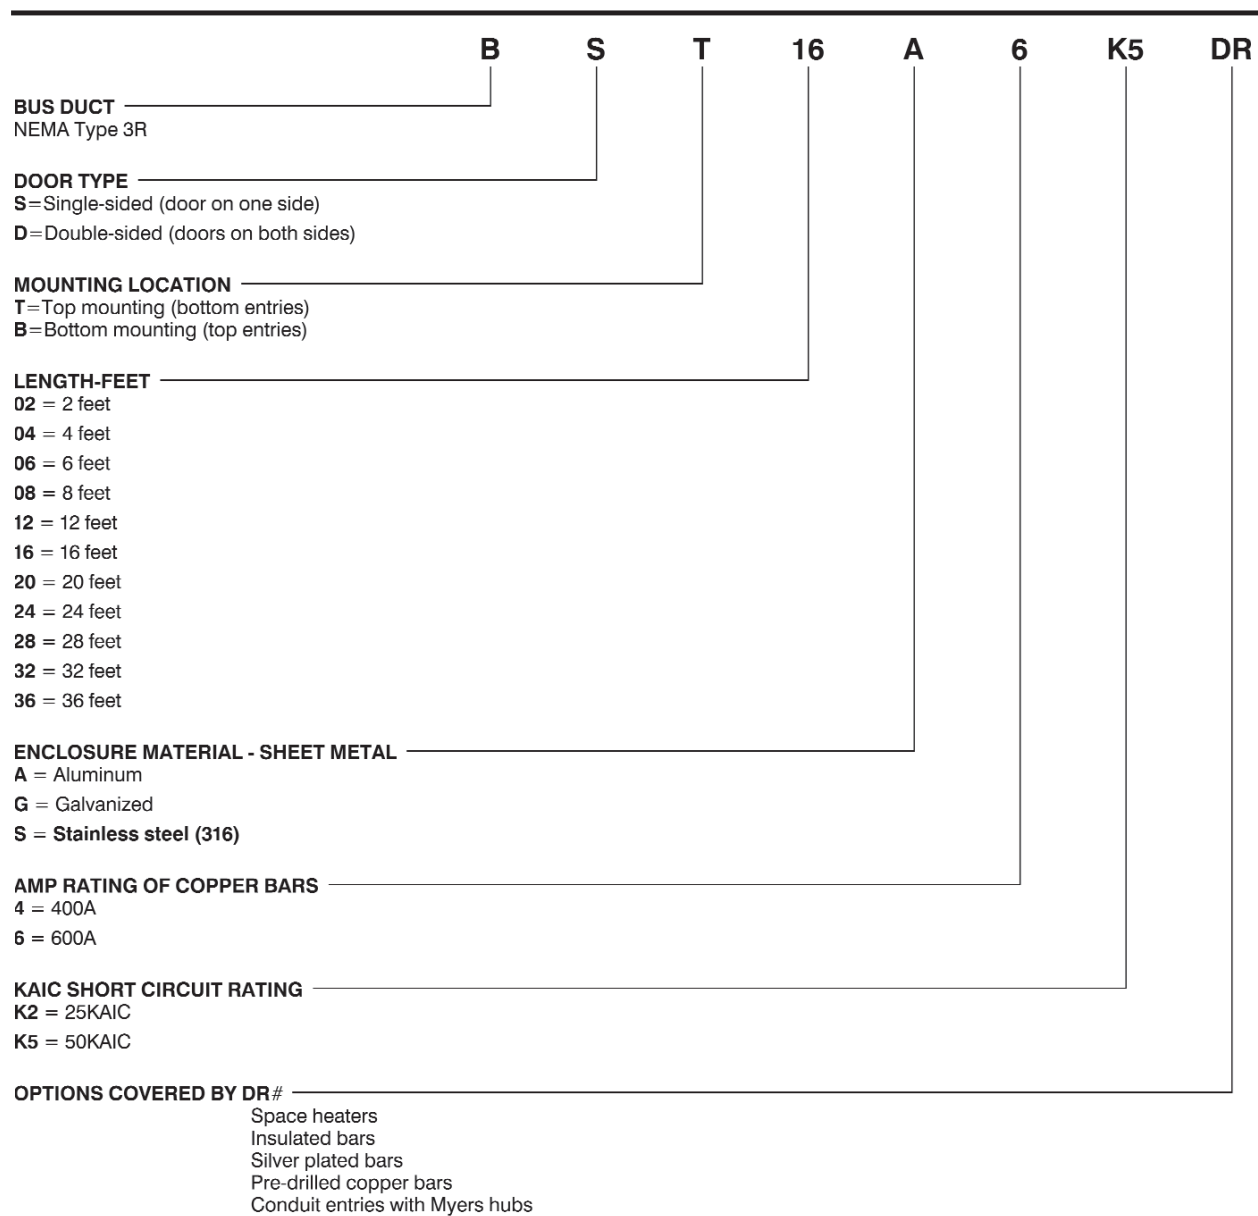 B S T 16 A 6 K5 DR
BUS DUCT
NEMA Type 3R
DOOR TYPE
S=Single-sided (door on one side)
D=Double-sided (doors on both sides)
MOUNTING LOCATION
T=Top mounting (bottom entries)
B=Bottom mounting (top entries)
LENGTH-FEET
02 = 2 feet
04 = 4 feet
06 = 6 feet
08 = 8 feet
12 = 12 feet
16 = 16 feet
20 = 20 feet
24 = 24 feet
28 = 28 feet
32 = 32 feet
36 = 36 feet
ENCLOSURE MATERIAL - SHEET METAL
A = Aluminum
G = Galvanized
S = Stainless steel (316)
AMP RATING OF COPPER BARS
4 = 400A
6 = 600A
KAIC SHORT CIRCUIT RATING
K2 = 25KAIC
K5 = 50KAIC
OPTIONS COVERED BY DR#
Space heaters
Insulated bars
Silver plated bars
Pre-drilled copper bars
Conduit entries with Myers hubs